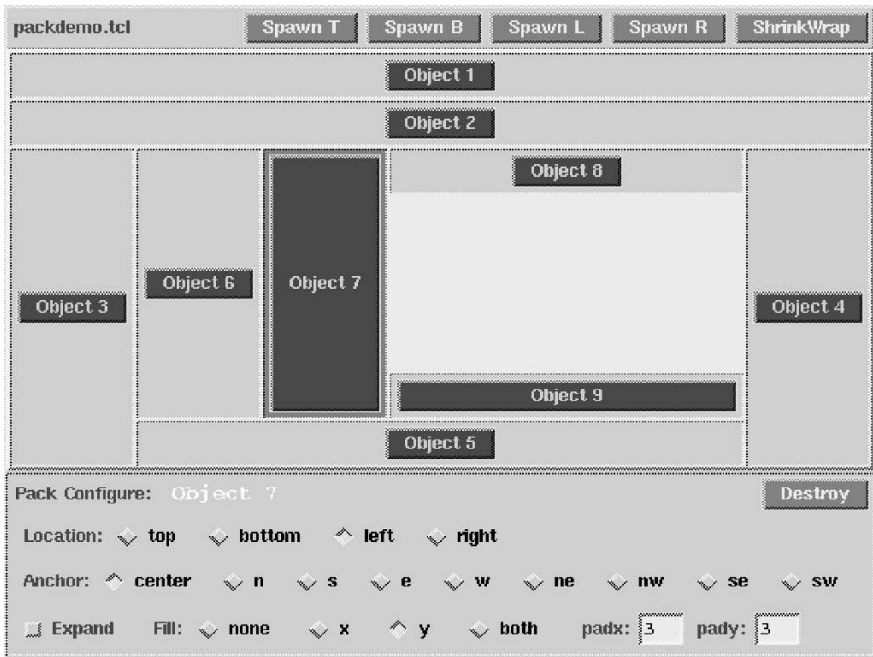 packdemo.tcl Spawn T Spawn B Spawn L Spawn R ShrinkWrap
Object 1
Object 2
Object 8
Object 6 Object 7
Object 3 Object 4
Object 9
Object 5
Pack Configure: Object 7 Destroy
Location: top bottom left right
Anchor: center n s e w ne nw se sw
Expand Fill: none x y both padx: 3 pady: 3